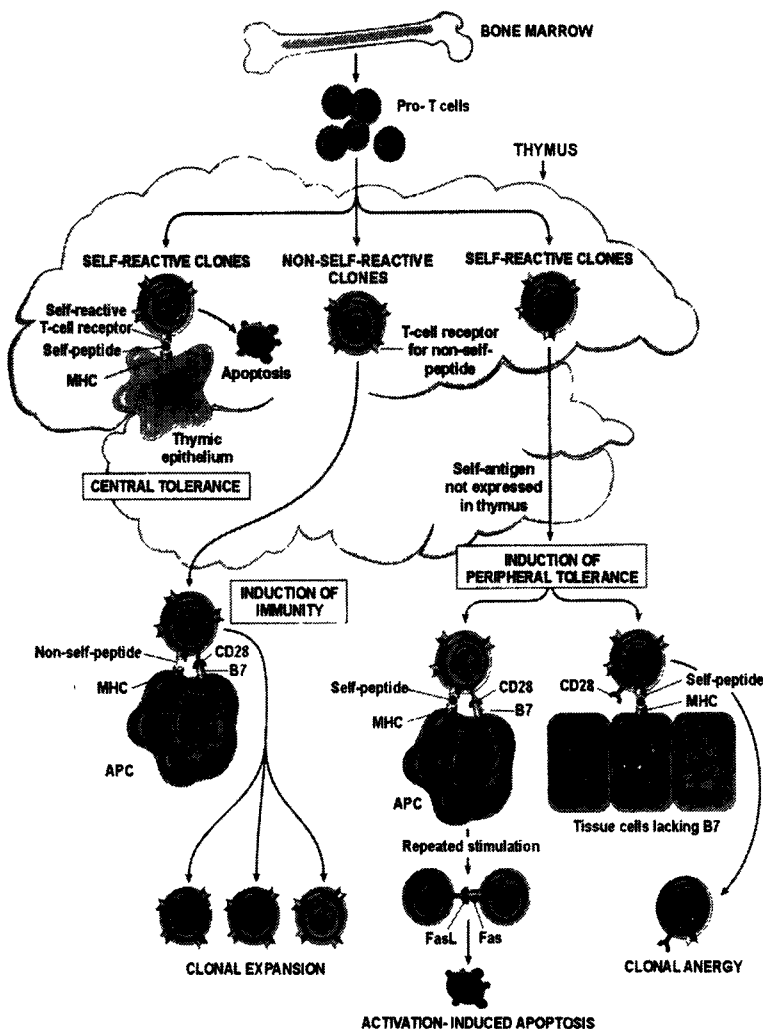 BONE MARROW
Pro- T cells
THYMUS
SELF-REACTIVE CLONES
NON-SELF-REACTIVE
CLONES
SELF-REACTIVE CLONES
Self-reactive
T-cell receptor
Self-peptide
MHC
Apoptosis
T-cell receptor
for non-self-
peptide
Thymic
epithelium
CENTRAL TOLERANCE
Self-antigen
not expressed
in thymus
INDUCTION OF
IMMUNITY
INDUCTION OF
PERIPHERAL TOLERANCE
Non-self-peptide
CD28
B7
MHC
APC
Self-peptide
CD28
B7
MHC
APC
CD28
Self-peptide
MHC
Tissue cells lacking B7
Repeated stimulation
FasL
Fas
CLONAL EXPANSION
CLONAL ANERGY
ACTIVATION- INDUCED APOPTOSIS